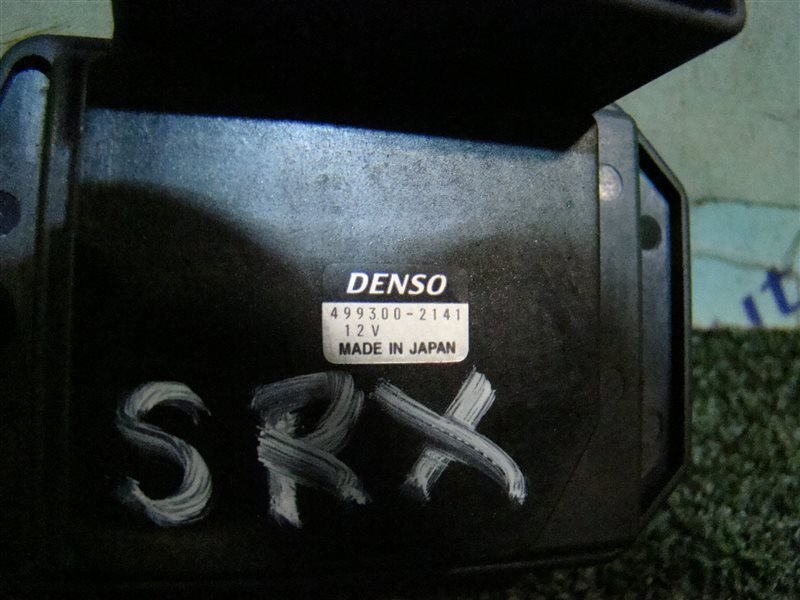 DENSO
499300-2141
12V
MADE IN JAPAN
SRX